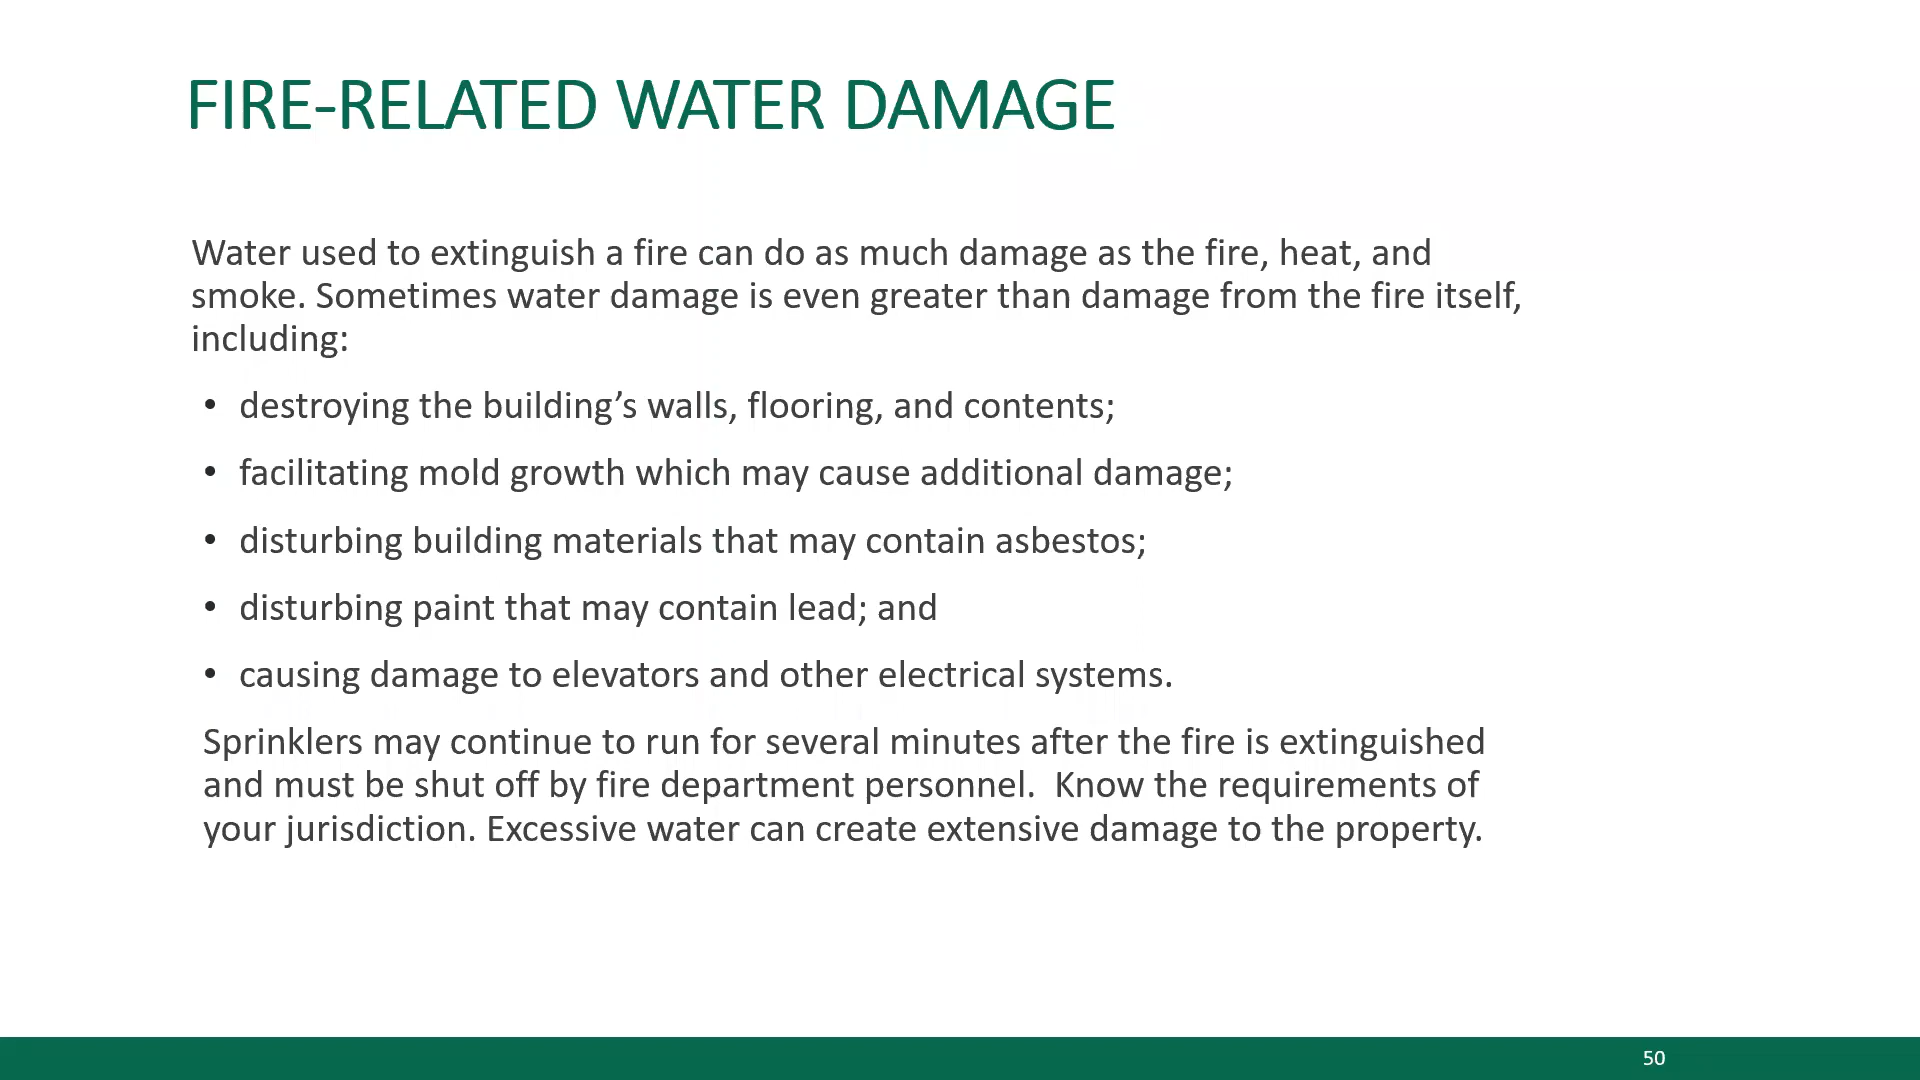 FIRE-RELATED WATER DAMAGE
Water used to extinguish a fire can do as much damage as the fire, heat, and
smoke. Sometimes water damage is even greater than damage from the fire itself,
including:
• destroying the building’s walls, flooring, and contents;
• facilitating mold growth which may cause additional damage;
• disturbing building materials that may contain asbestos;
• disturbing paint that may contain lead; and
• causing damage to elevators and other electrical systems.
Sprinklers may continue to run for several minutes after the fire is extinguished
and must be shut off by fire department personnel.  Know the requirements of
your jurisdiction. Excessive water can create extensive damage to the property.
50